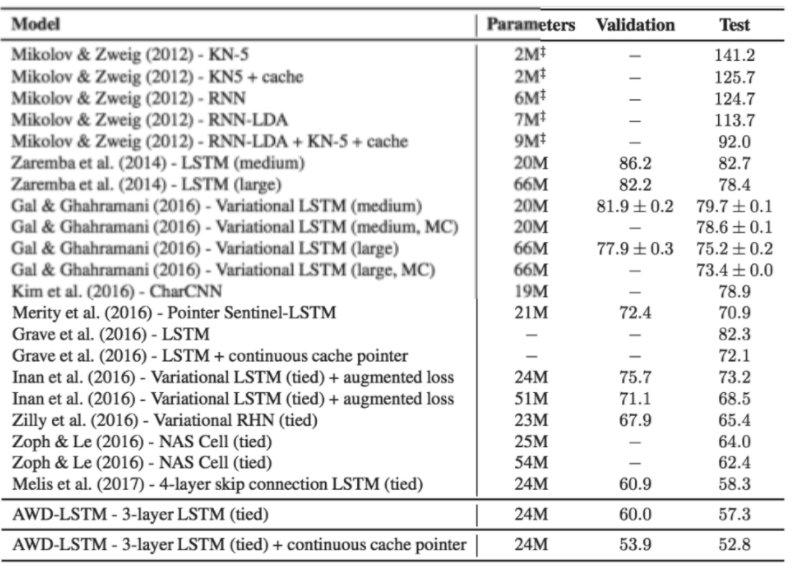 Model Parameters Validation Test
Mikolov & Zweig (2012) - KN-5 2M‡ − 141.2
Mikolov & Zweig (2012) - KN5 + cache 2M‡ − 125.7
Mikolov & Zweig (2012) - RNN 6M‡ − 124.7
Mikolov & Zweig (2012) - RNN-LDA 7M‡ − 113.7
Mikolov & Zweig (2012) - RNN-LDA + KN-5 + cache 9M‡ − 92.0
Zaremba et al. (2014) - LSTM (medium) 20M 86.2 82.7
Zaremba et al. (2014) - LSTM (large) 66M 82.2 78.4
Gal & Ghahramani (2016) - Variational LSTM (medium) 20M 81.9 ± 0.2 79.7 ± 0.1
Gal & Ghahramani (2016) - Variational LSTM (medium, MC) 20M − 78.6 ± 0.1
Gal & Ghahramani (2016) - Variational LSTM (large) 66M 77.9 ± 0.3 75.2 ± 0.2
Gal & Ghahramani (2016) - Variational LSTM (large, MC) 66M − 73.4 ± 0.0
Kim et al. (2016) - CharCNN 19M − 78.9
Merity et al. (2016) - Pointer Sentinel-LSTM 21M 72.4 70.9
Grave et al. (2016) - LSTM − − 82.3
Grave et al. (2016) - LSTM + continuous cache pointer − − 72.1
Inan et al. (2016) - Variational LSTM (tied) + augmented loss 24M 75.7 73.2
Inan et al. (2016) - Variational LSTM (tied) + augmented loss 51M 71.1 68.5
Zilly et al. (2016) - Variational RHN (tied) 23M 67.9 65.4
Zoph & Le (2016) - NAS Cell (tied) 25M − 64.0
Zoph & Le (2016) - NAS Cell (tied) 54M − 62.4
Melis et al. (2017) - 4-layer skip connection LSTM (tied) 24M 60.9 58.3
AWD-LSTM - 3-layer LSTM (tied) 24M 60.0 57.3
AWD-LSTM - 3-layer LSTM (tied) + continuous cache pointer 24M 53.9 52.8